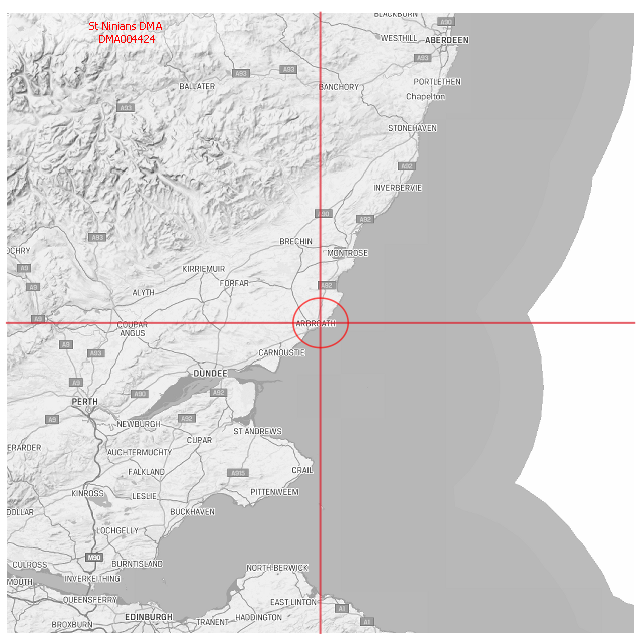 BLACKBURN
A90
St Ninians DMA
DMA004424
WESTHILL
ABERDEEN
A93
A93
A93
BALLATER
BANCHORY
PORTLETHEN
Chapelton
A93
STONEHAVEN
A92
INVERBERVIE
A90
A92
A93
BRECHIN
OCHRY
MONTROSE
A9
KIRRIEMUIR
FORFAR
A9
ALYTH
A92
A9
COUPAR
ANGUS
ARBROATH
A9
A93
CARNOUSTIE
DUNDEE
A9
A90
A92
PERTH
A9
NEWBURGH
A92
ST ANDREWS
CUPAR
ERARDER
AUCHTERMUCHTY
FALKLAND
A915
CRAIL
KINROSS
LESLIE
PITTENWEEM
DOLLAR
BUCKHAVEN
LOCHGELLY
M90
CULROSS
BURNTISLAND
NORTH BERWICK
MOUTH
INVERKEITHING
QUEENSFERRY
EAST LINTON
A1
BROXBURN
EDINBURGH
TRANENT
HADDINGTON
A1